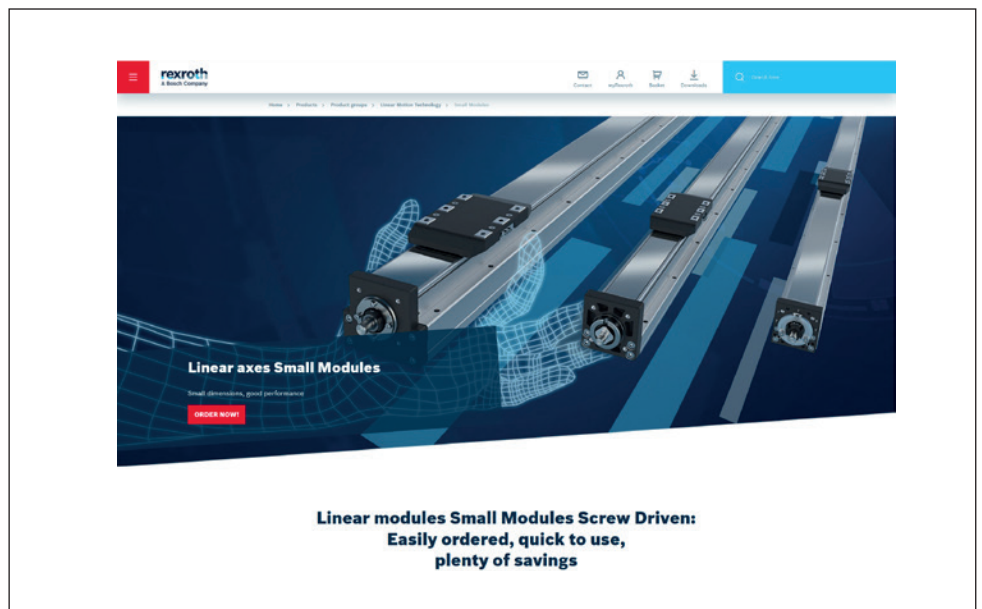 rexroth
A Bosch Company
Contact
myRexroth
Basket
Downloads
Search now
Home > Products > Product groups > Linear Motion Technology > Small Modules
Linear axes Small Modules
Small dimensions, good performance
ORDER NOW!
Linear modules Small Modules Screw Driven:
Easily ordered, quick to use,
plenty of savings